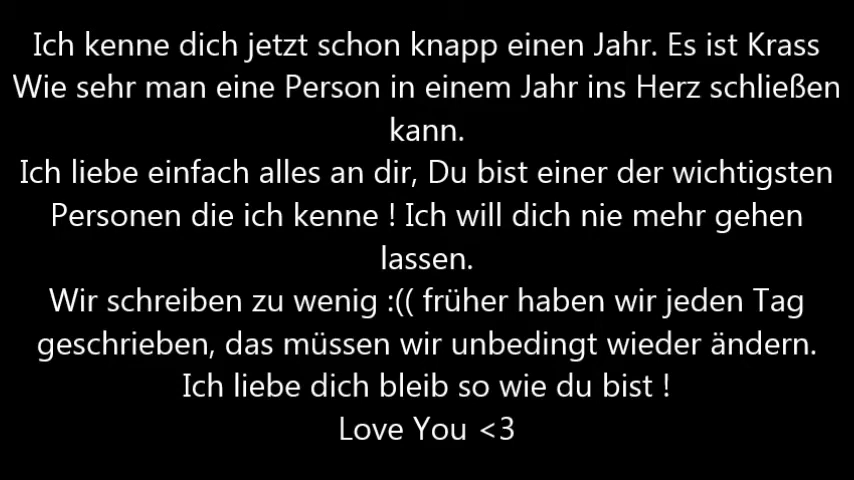 Ich kenne dich jetzt schon knapp einen Jahr. Es ist Krass
Wie sehr man eine Person in einem Jahr ins Herz schließen
kann.
Ich liebe einfach alles an dir, Du bist einer der wichtigsten
Personen die ich kenne ! Ich will dich nie mehr gehen
lassen.
Wir schreiben zu wenig :(( früher haben wir jeden Tag
geschrieben, das müssen wir unbedingt wieder ändern.
Ich liebe dich bleib so wie du bist !
Love You <3